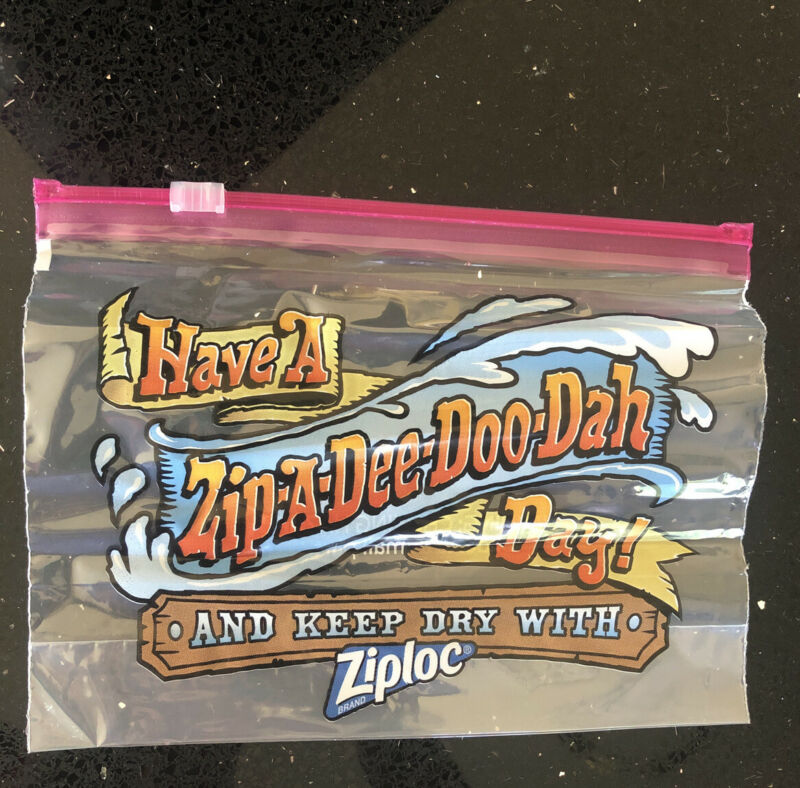 Have A
Zip-A-Dee-Doo-Dah
Day!
AND KEEP DRY WITH
Ziploc®
BRAND